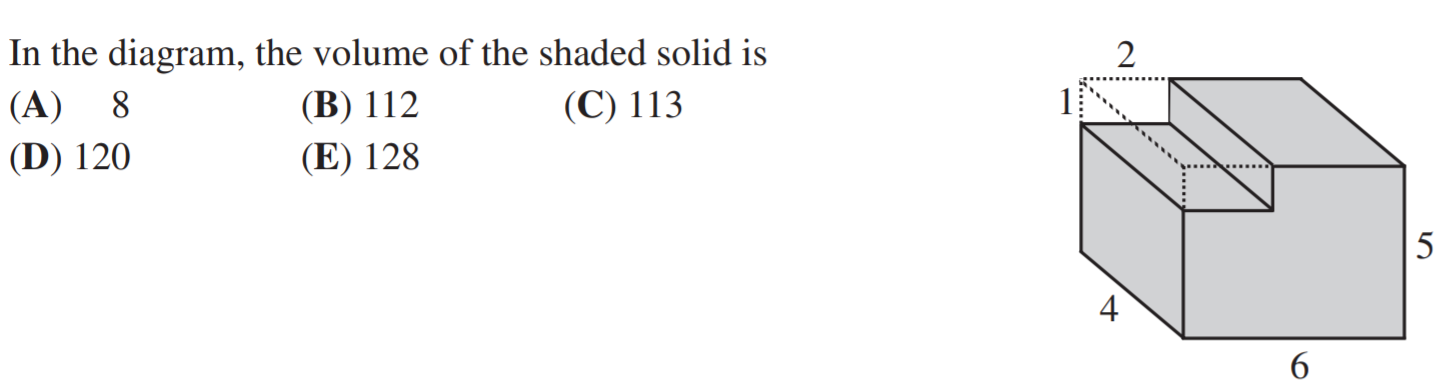 In the diagram, the volume of the shaded solid is
(A) 8 (B) 112 (C) 113
(D) 120 (E) 128
2
1
5
4
6